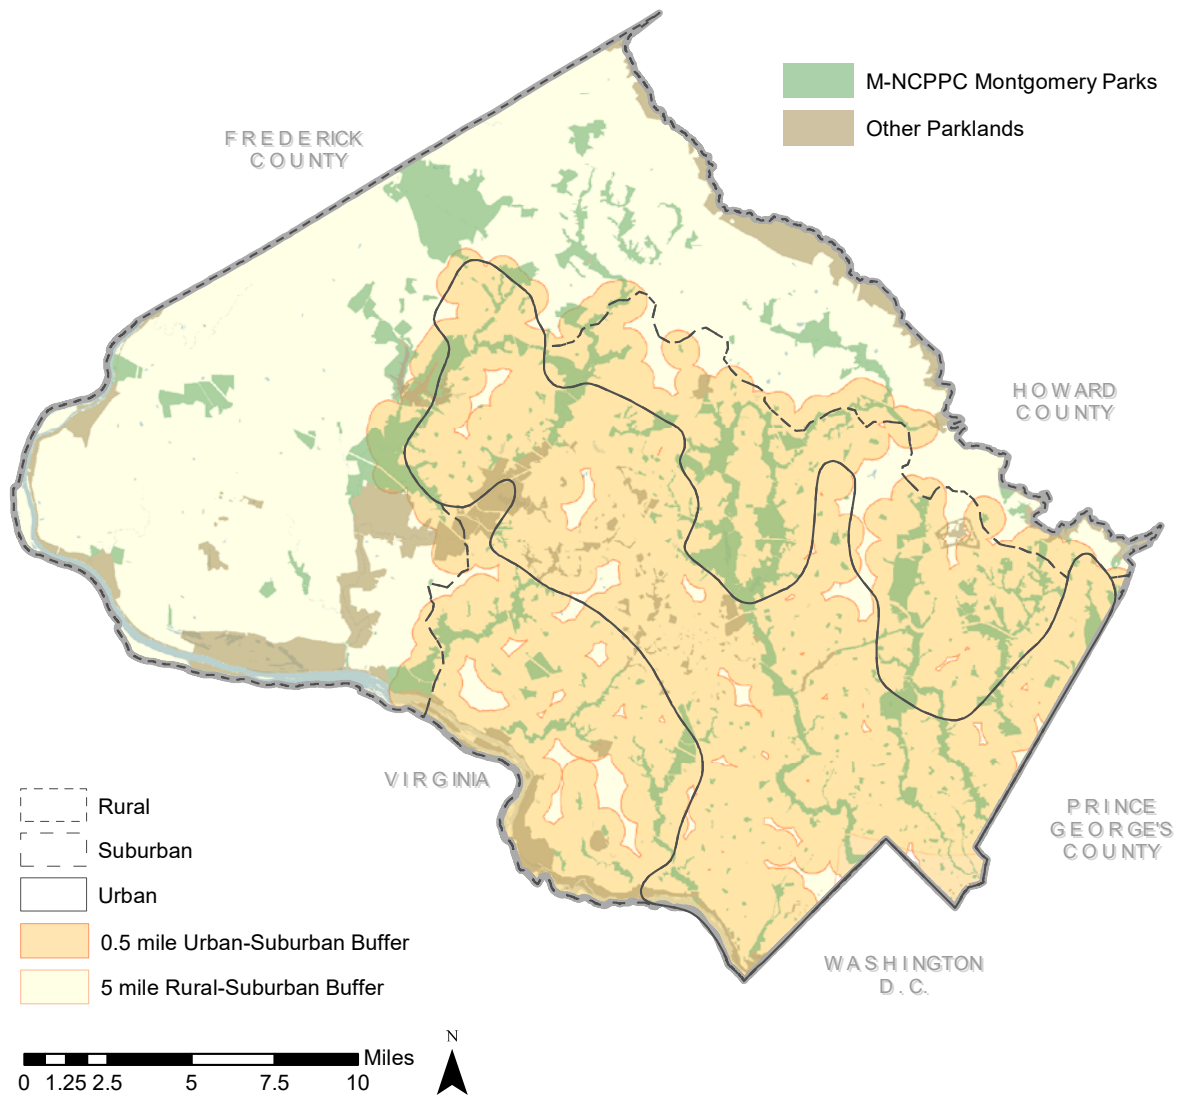 M-NCPPC Montgomery Parks
Other Parklands
FREDERICK
COUNTY
HOWARD
COUNTY
VIRGINIA
PRINCE
GEORGE'S
COUNTY
WASHINGTON
D.C.
Rural
Suburban
Urban
0.5 mile Urban-Suburban Buffer
5 mile Rural-Suburban Buffer
Miles
0 1.25 2.5 5 7.5 10
N